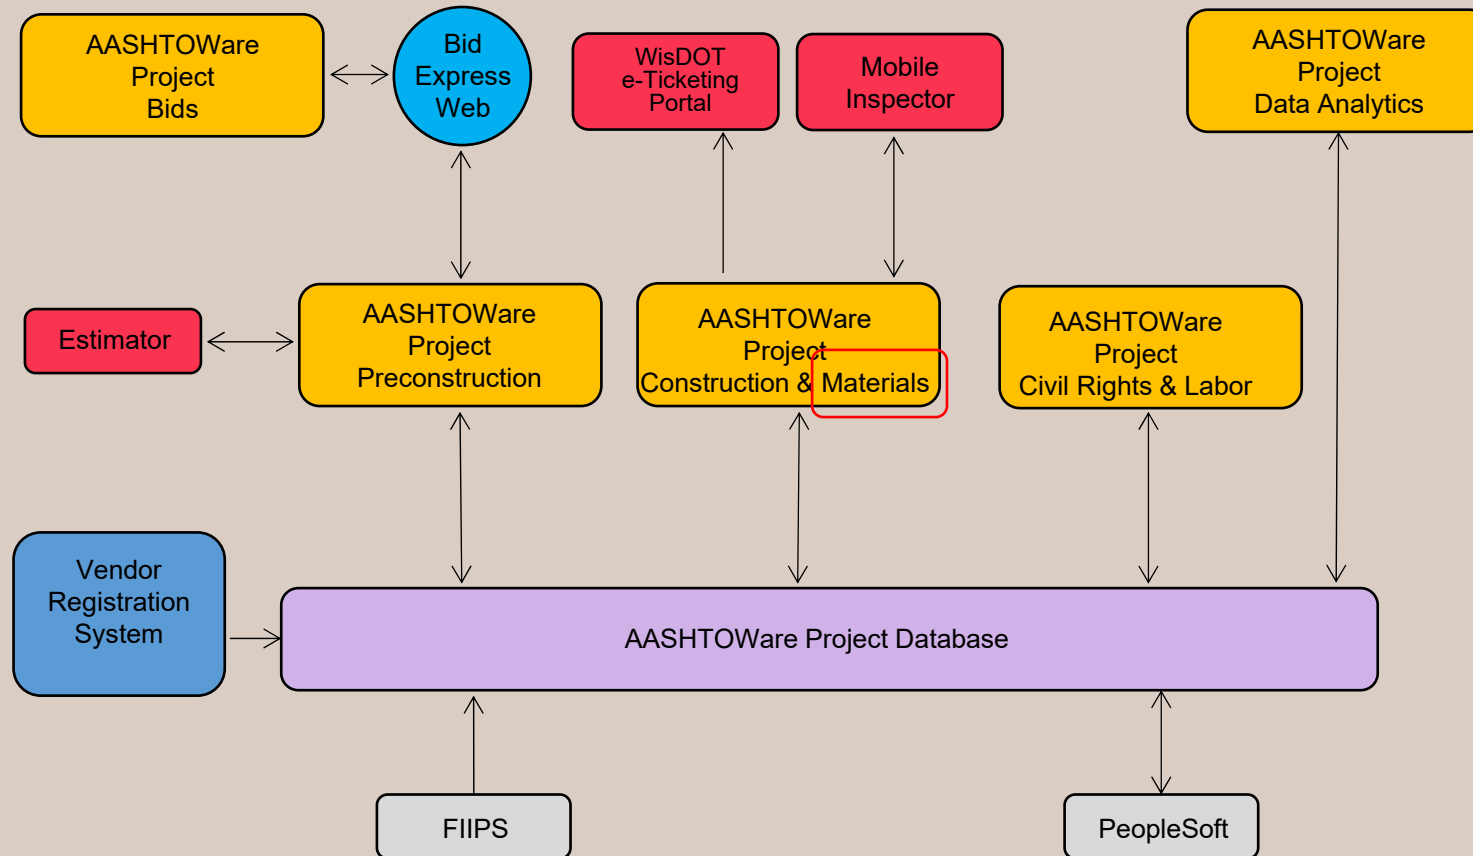 AASHTOWare
Project
Bids
Bid
Express
Web
WisDOT
e-Ticketing
Portal
Mobile
Inspector
AASHTOWare
Project
Data Analytics
Estimator
AASHTOWare
Project
Preconstruction
AASHTOWare
Project
Construction & Materials
AASHTOWare
Project
Civil Rights & Labor
Vendor
Registration
System
AASHTOWare Project Database
FIIPS
PeopleSoft